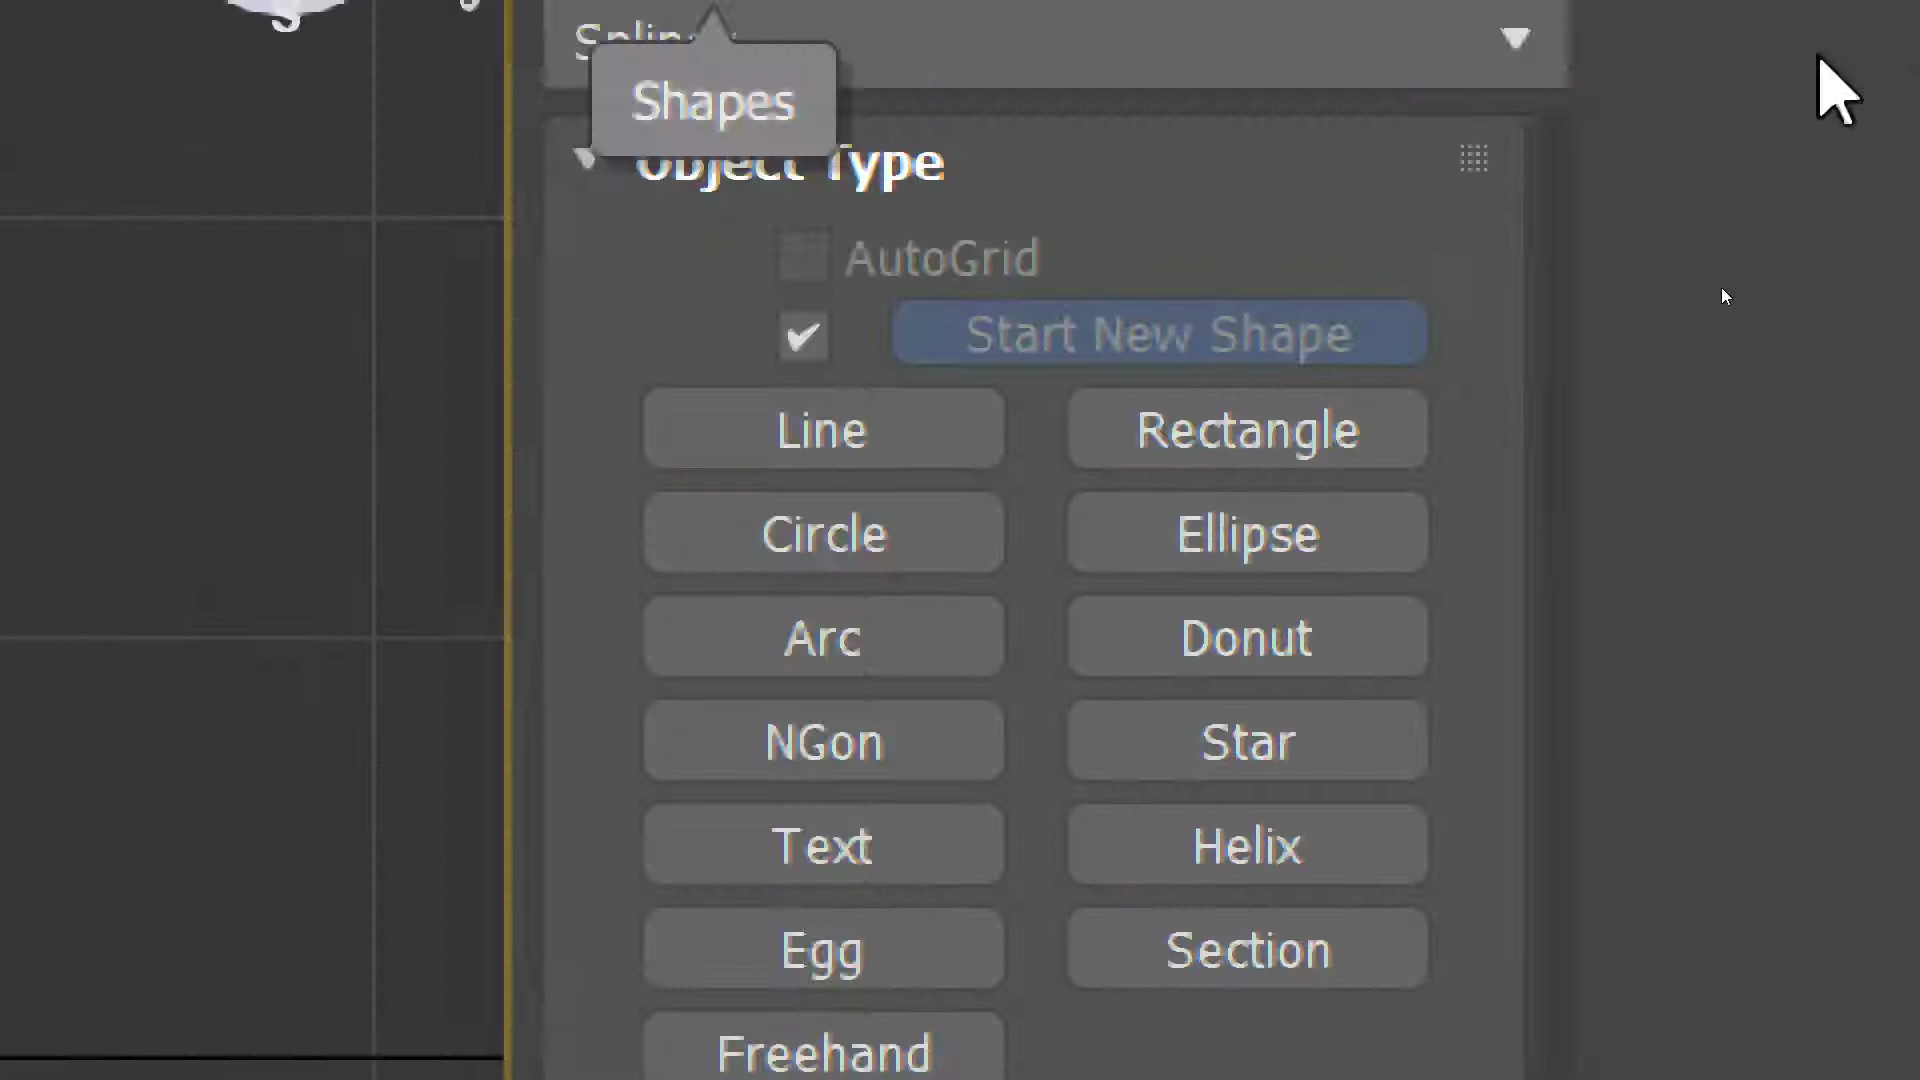 Splines
Shapes
Object Type
AutoGrid
Start New Shape
Line
Rectangle
Circle
Ellipse
Arc
Donut
NGon
Star
Text
Helix
Egg
Section
Freehand